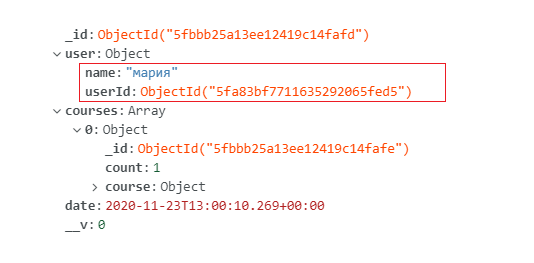 _id: ObjectId("5fbbb25a13ee12419c14fafd")
user: Object
name: "мария"
userId: ObjectId("5fa83bf7711635292065fed5")
courses: Array
0: Object
_id: ObjectId("5fbbb25a13ee12419c14fafe")
count: 1
course: Object
date: 2020-11-23T13:00:10.269+00:00
__v: 0